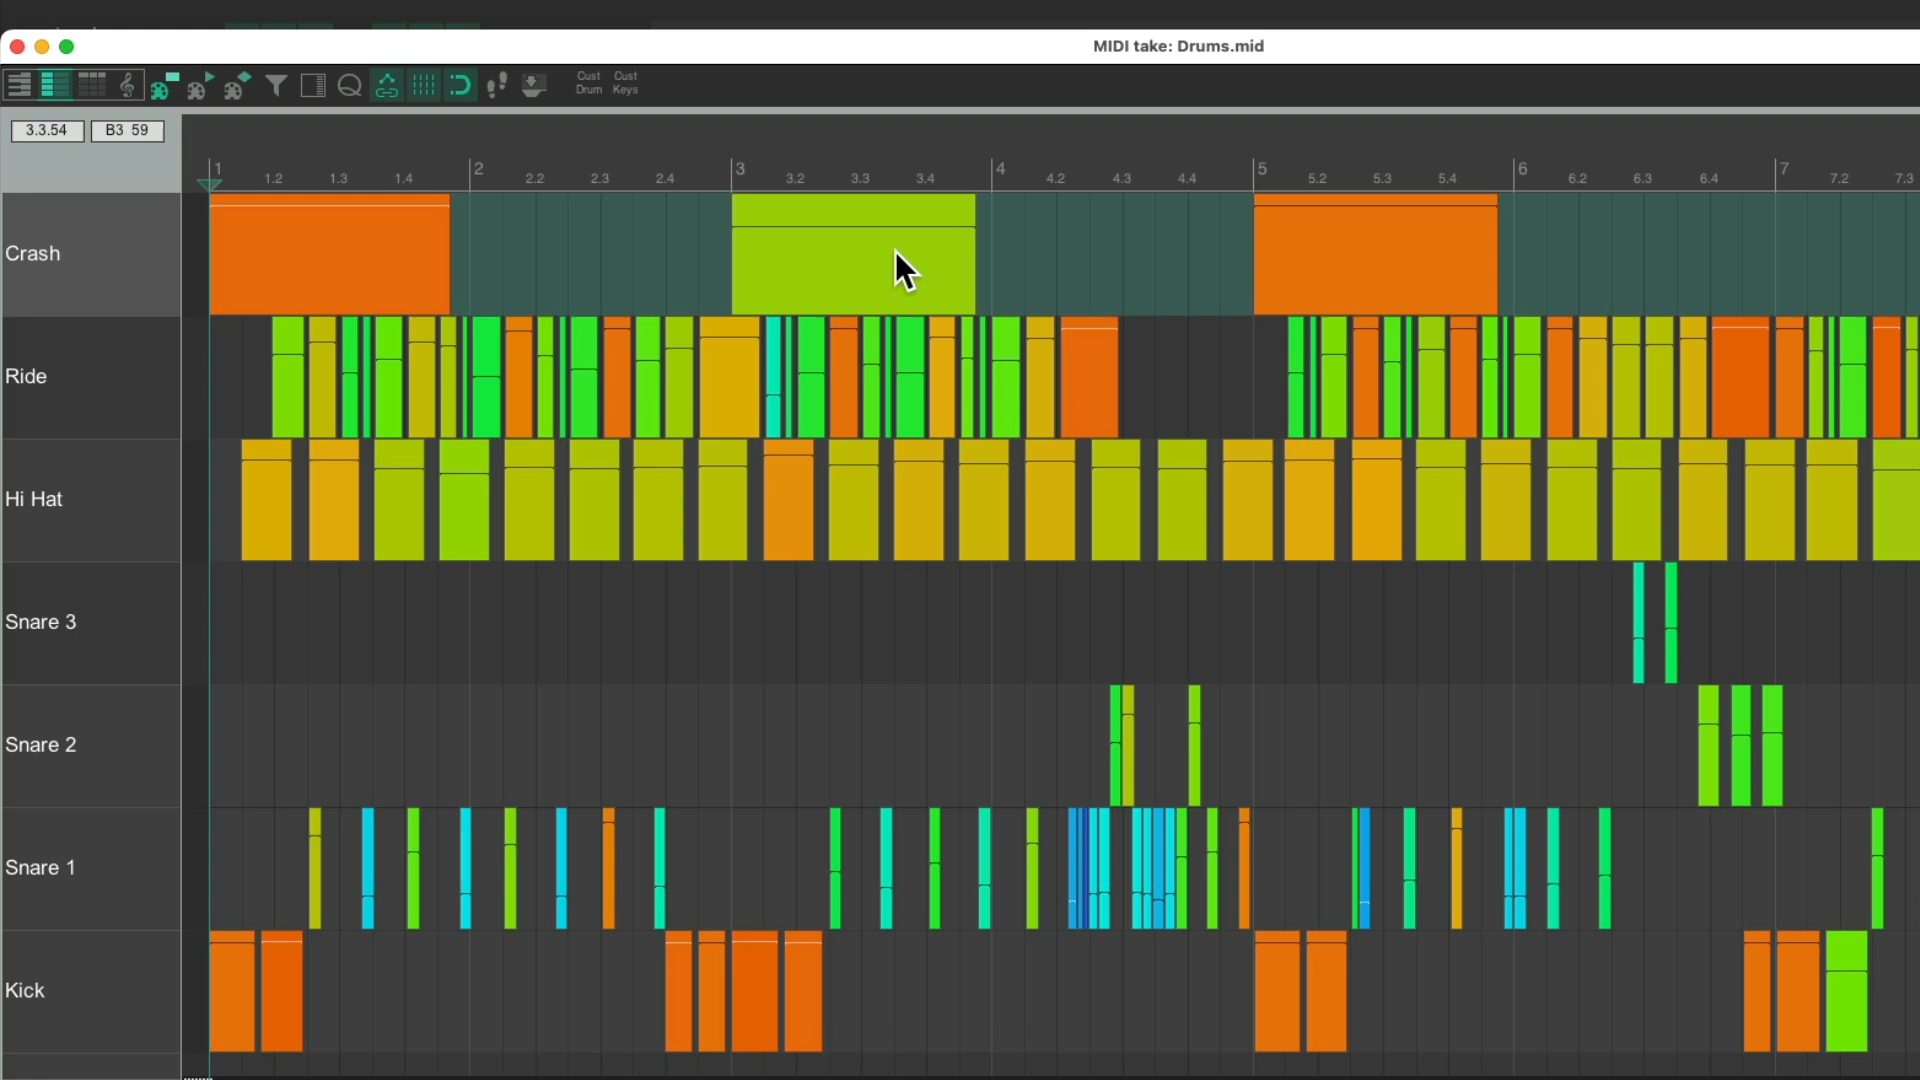 MIDI take: Drums.mid
Cust Drum
Cust Keys
3.3.54
B3 59
1 1.2 1.3 1.4 2 2.2 2.3 2.4 3 3.2 3.3 3.4 4 4.2 4.3 4.4 5 5.2 5.3 5.4 6 6.2 6.3 6.4 7 7.2 7.3
Crash
Ride
Hi Hat
Snare 3
Snare 2
Snare 1
Kick